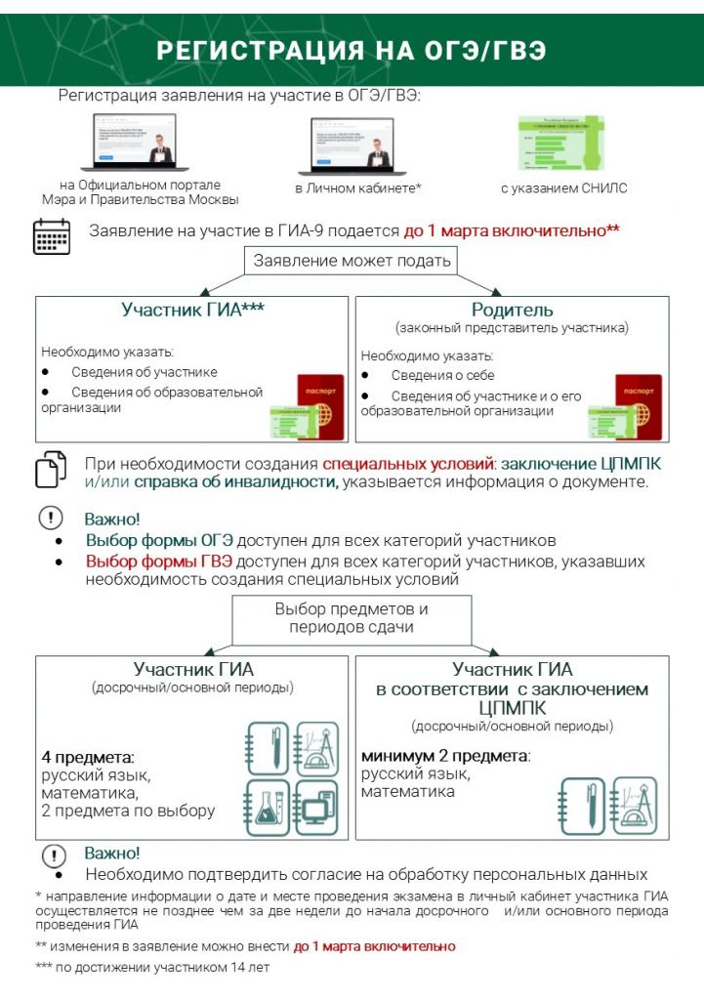 РЕГИСТРАЦИЯ НА ОГЭ/ГВЭ
Регистрация заявления на участие в ОГЭ/ГВЭ:
на Официальном портале
Мэра и Правительства Москвы
в Личном кабинете*
с указанием СНИЛС
Заявление на участие в ГИА-9 подается до 1 марта включительно**
Заявление может подать
Участник ГИА***
Необходимо указать:
● Сведения об участнике
● Сведения об образовательной
организации
паспорт
Родитель
(законный представитель участника)
Необходимо указать:
● Сведения о себе
● Сведения об участнике и о его
образовательной организации
паспорт
При необходимости создания специальных условий: заключение ЦПМПК
и/или справка об инвалидности, указывается информация о документе.
Важно!
● Выбор формы ОГЭ доступен для всех категорий участников
● Выбор формы ГВЭ доступен для всех категорий участников, указавших
необходимость создания специальных условий
Выбор предметов и
периодов сдачи
Участник ГИА
(досрочный/основной периоды)
4 предмета:
русский язык,
математика,
2 предмета по выбору
Участник ГИА
в соответствии с заключением
ЦПМПК
(досрочный/основной периоды)
минимум 2 предмета:
русский язык,
математика
Важно!
● Необходимо подтвердить согласие на обработку персональных данных
* направление информации о дате и месте проведения экзамена в личный кабинет участника ГИА
осуществляется не позднее чем за две недели до начала досрочного и/или основного периода
проведения ГИА
** изменения в заявление можно внести до 1 марта включительно
*** по достижении участником 14 лет